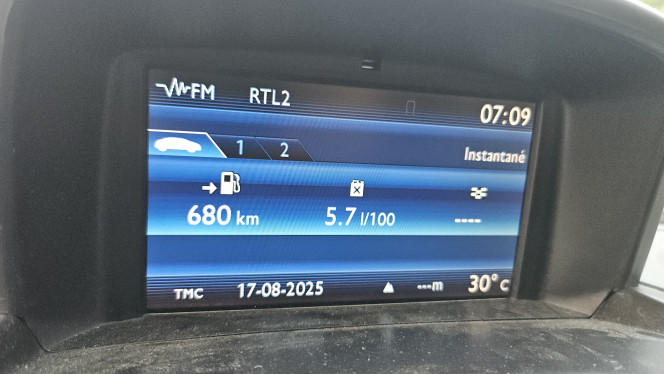 FM RTL2 07:09
1 2 Instantané
680 km 5.7 l/100 ----
TMC 17-08-2025 ---m 30° C